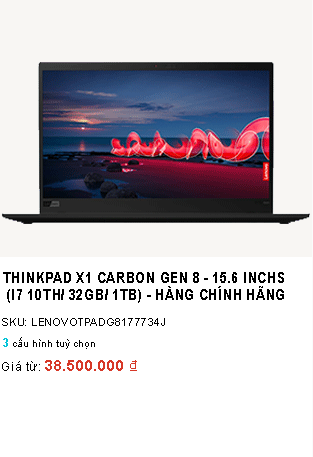 THINKPAD X1 CARBON GEN 8 - 15.6 INCHS
(I7 10TH/ 32GB/ 1TB) - HÀNG CHÍNH HÃNG
SKU: LENOVOTPADG8177734J
3 cấu hình tuỳ chọn
Giá từ: 38.500.000 ₫